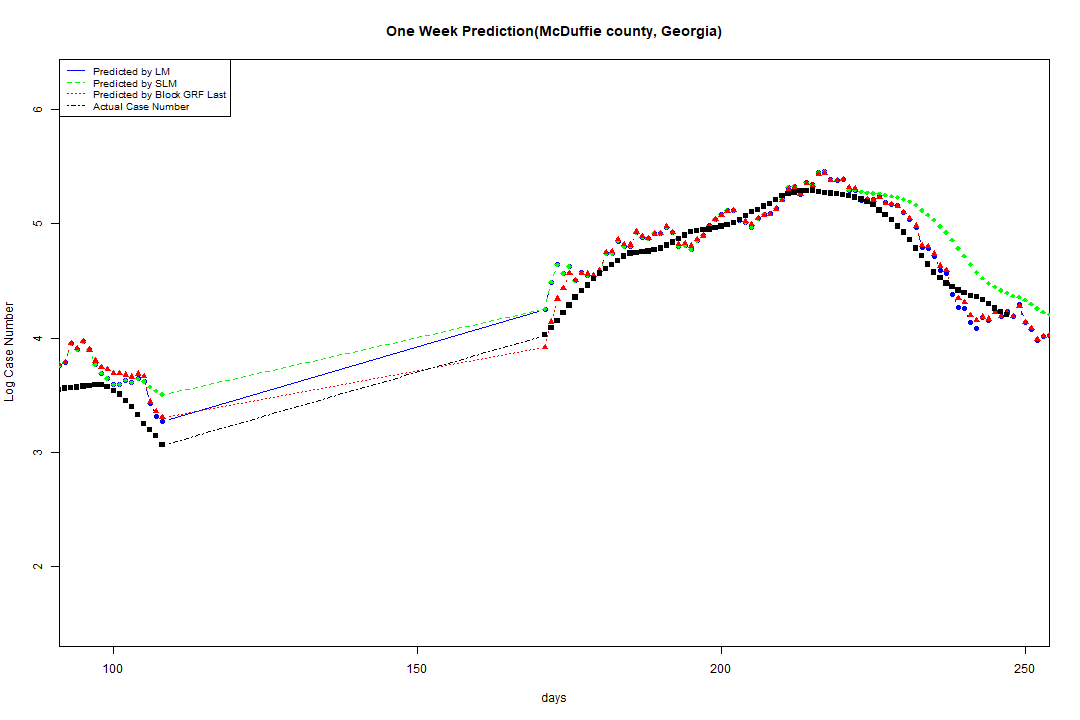 One Week Prediction(McDuffie county, Georgia)
Predicted by LM
Predicted by SLM
Predicted by Block GRF Last
Actual Case Number
6
5
4
3
2
Log Case Number
100 150 200 250
days